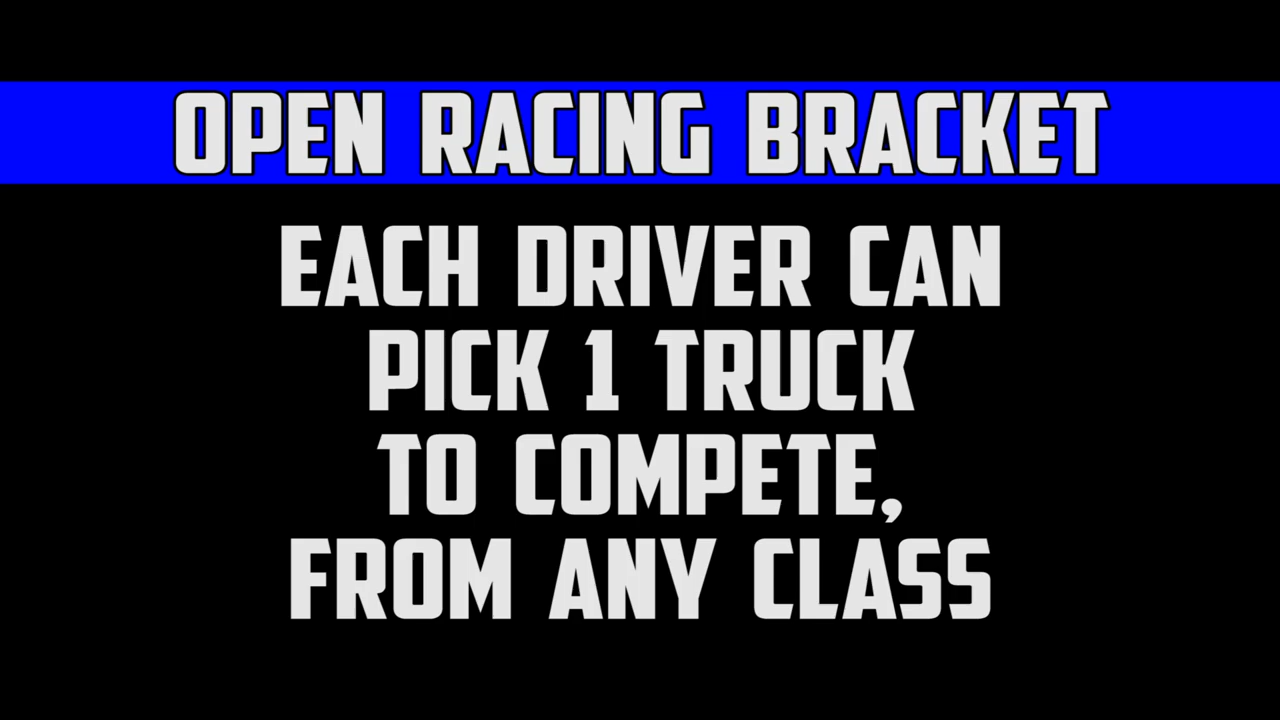 OPEN RACING BRACKET
EACH DRIVER CAN
PICK 1 TRUCK
TO COMPETE,
FROM ANY CLASS